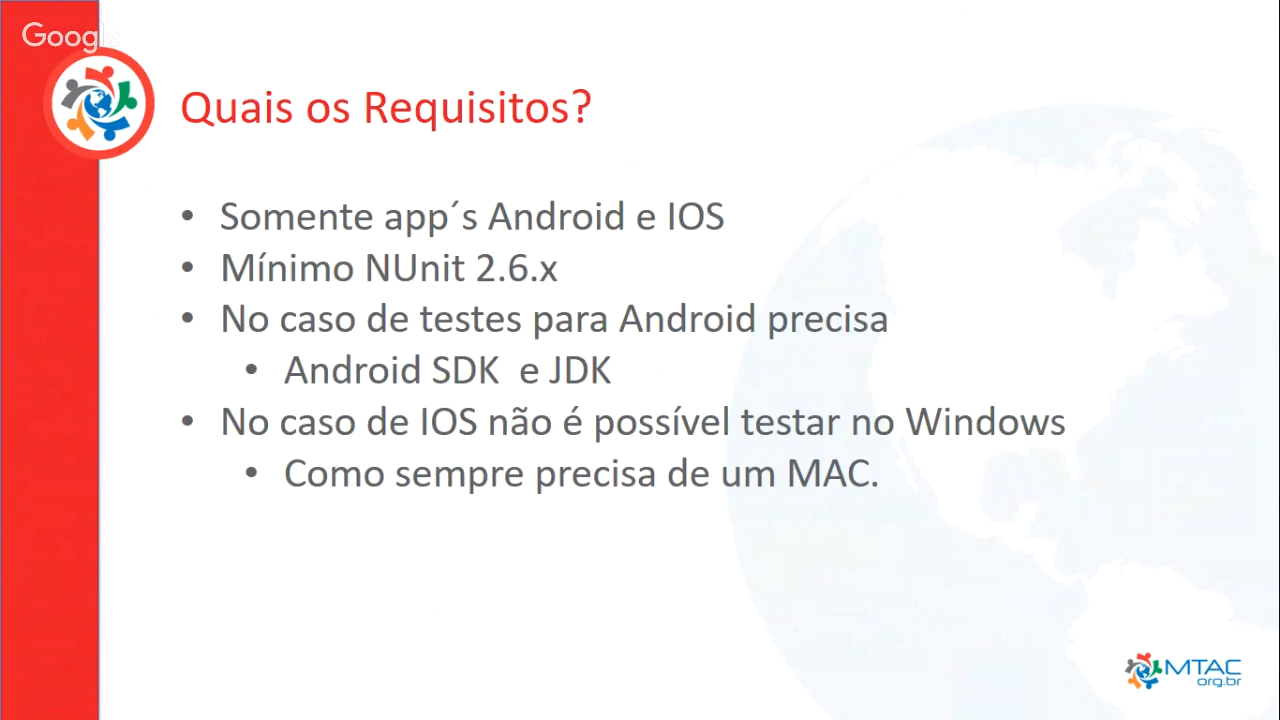 Googl
Quais os Requisitos?
• Somente app´s Android e IOS
• Mínimo NUnit 2.6.x
• No caso de testes para Android precisa
• Android SDK e JDK
• No caso de IOS não é possível testar no Windows
• Como sempre precisa de um MAC.
MTAC
org.br